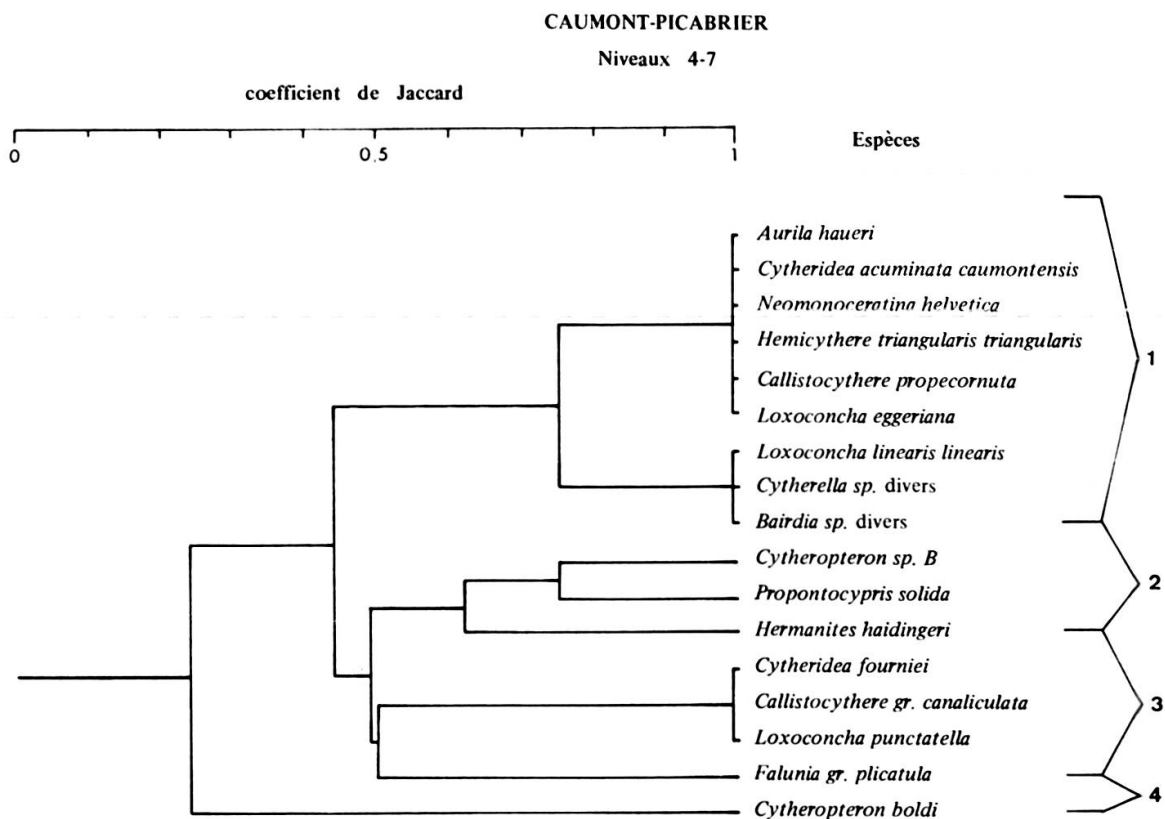 CAUMONT-PICABRIER
Niveaux 4-7
coefficient de Jaccard
0 0.5 1
Espèces
Aurila haueri
Cytheridea acuminata caumontensis
Neomonoceratina helvetica
Hemicythere triangularis triangularis
1
Callistocythere propecornuta
Loxoconcha eggeriana
Loxoconcha linearis linearis
Cytherella sp. divers
Bairdia sp. divers
Cytheropteron sp. B
2
Propontocypris solida
Hermanites haidingeri
Cytheridea fourniei
Callistocythere gr. canaliculata
3
Loxoconcha punctatella
Falunia gr. plicatula
4
Cytheropteron boldi